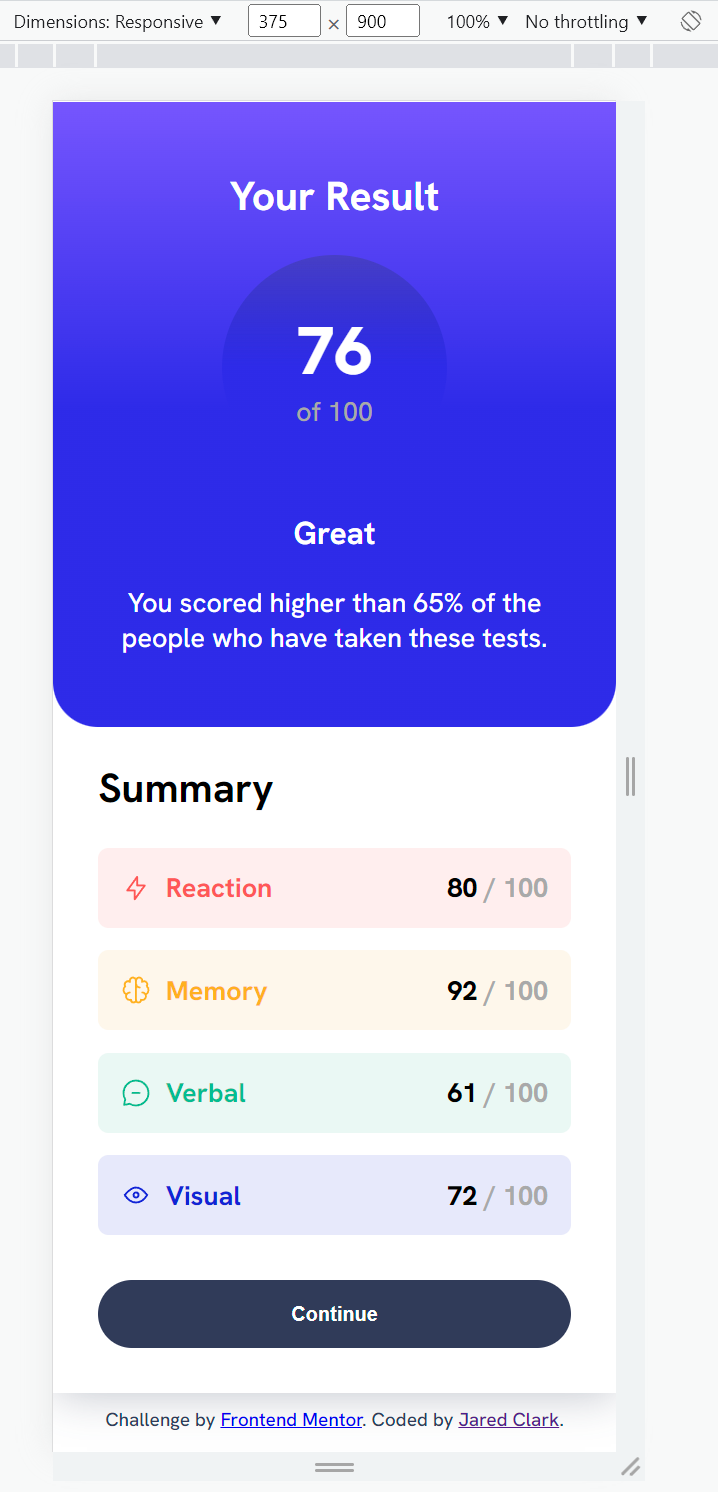 Dimensions: Responsive ▼ 375 × 900 100% ▼ No throttling ▼
Your Result
76
of 100
Great
You scored higher than 65% of the
people who have taken these tests.
Summary
Reaction 80 / 100
Memory 92 / 100
Verbal 61 / 100
Visual 72 / 100
Continue
Challenge by Frontend Mentor. Coded by Jared Clark.